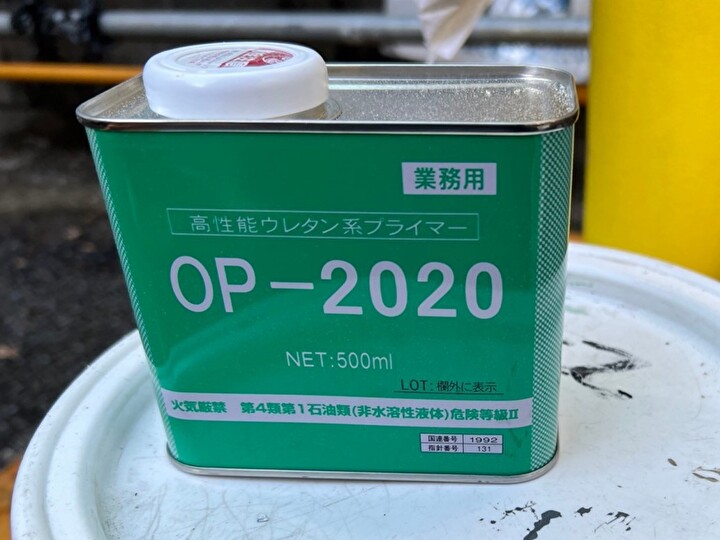 業務用
高性能ウレタン系プライマー
OP-2020
NET:500ml
LOT:欄外に表示
火気厳禁 第4類第1石油類(非水溶性液体)危険等級II
国連番号 1992
指針番号 131